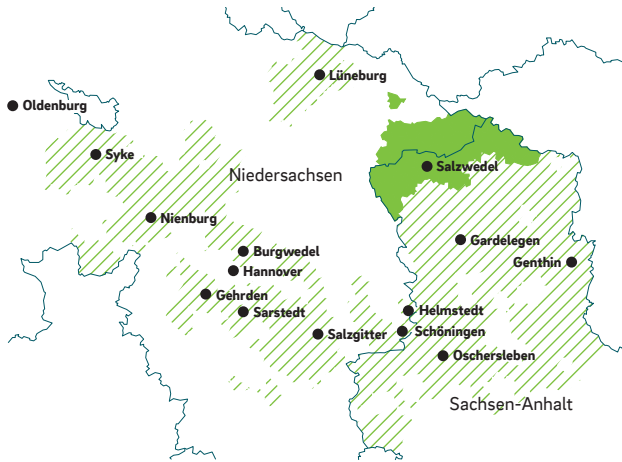 Lüneburg
Oldenburg
Syke
Salzwedel
Niedersachsen
Nienburg
Gardelegen
Burgwedel
Genthin
Hannover
Gehrden
Sarstedt
Helmstedt
Salzgitter
Schöningen
Oschersleben
Sachsen-Anhalt